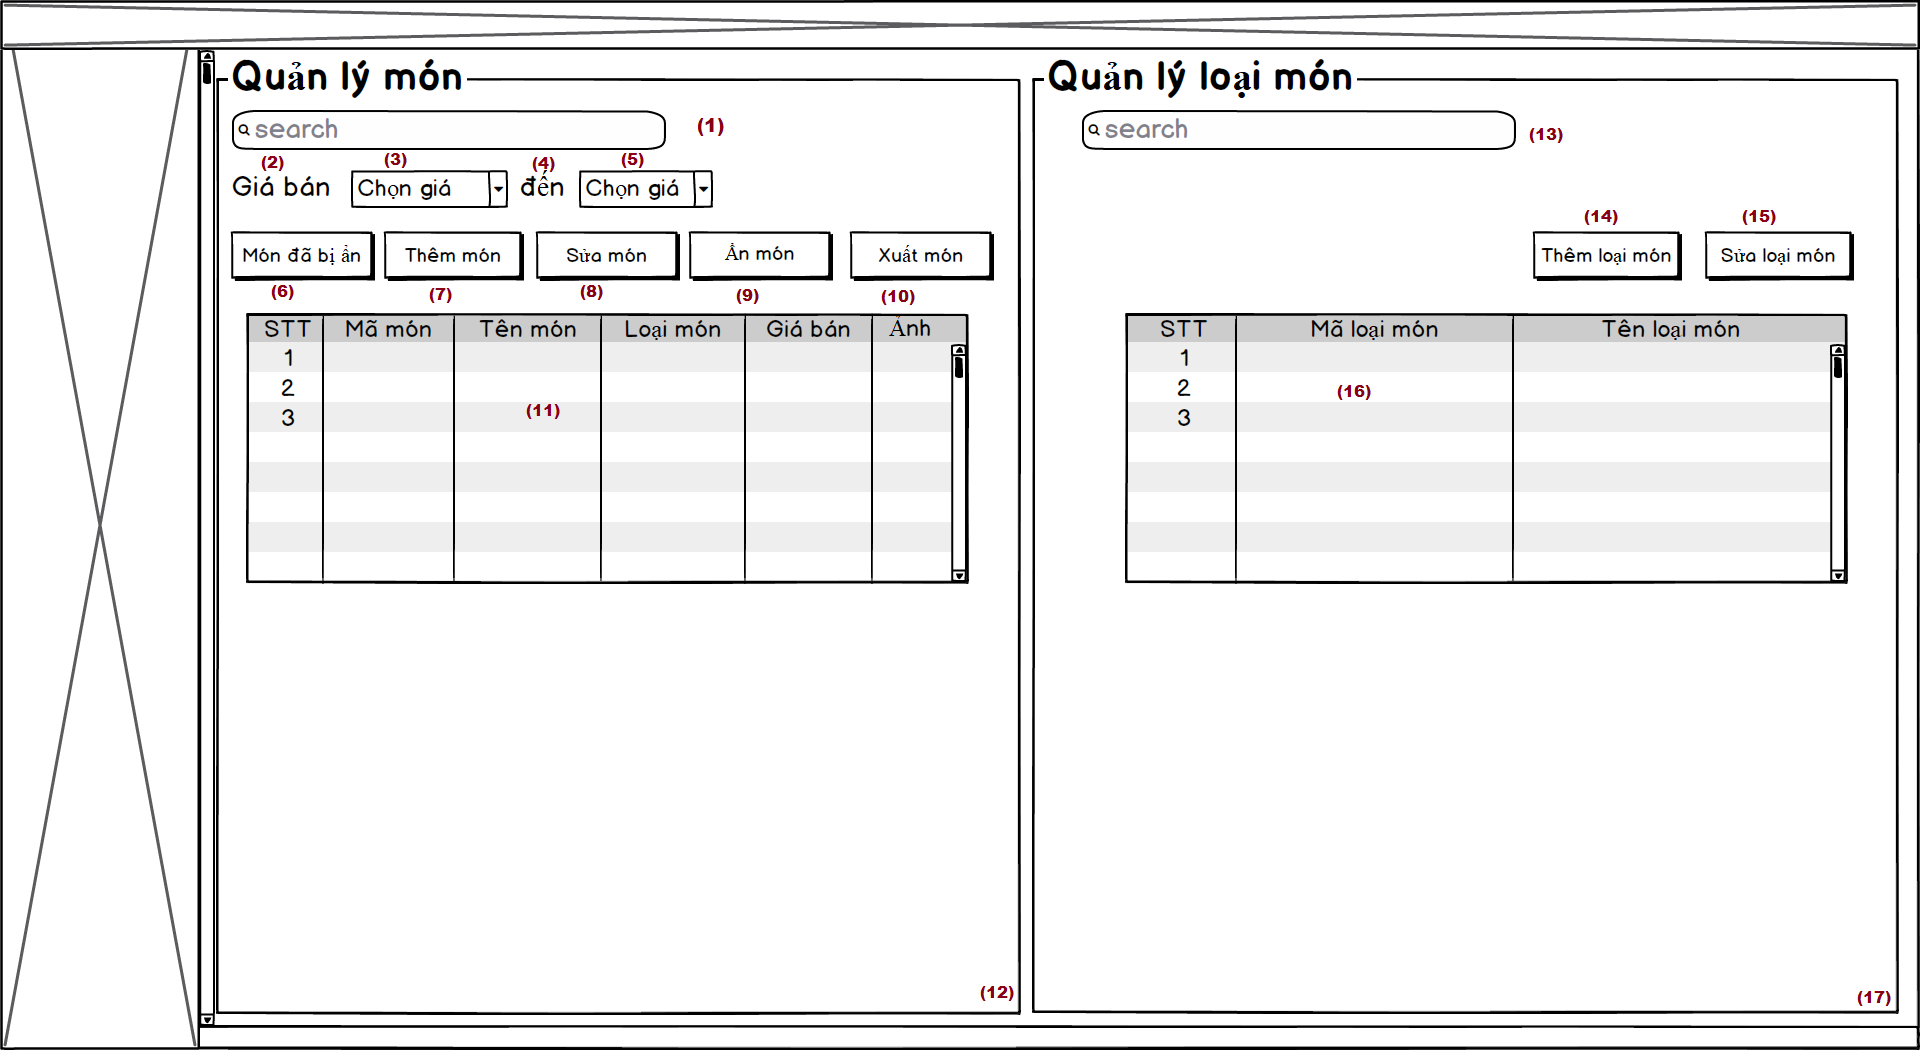 Quản lý món
search
(1)
(2) (3) (4) (5)
Giá bán Chọn giá đến Chọn giá
Món đã bị ẩn Thêm món Sửa món Ẩn món Xuất món
(6) (7) (8) (9) (10)
STT Mã món Tên món Loại món Giá bán Ảnh
1
2
3
(11)
(12)
Quản lý loại món
search
(13)
(14) (15)
Thêm loại món Sửa loại món
STT Mã loại món Tên loại món
1
2
(16)
3
(17)